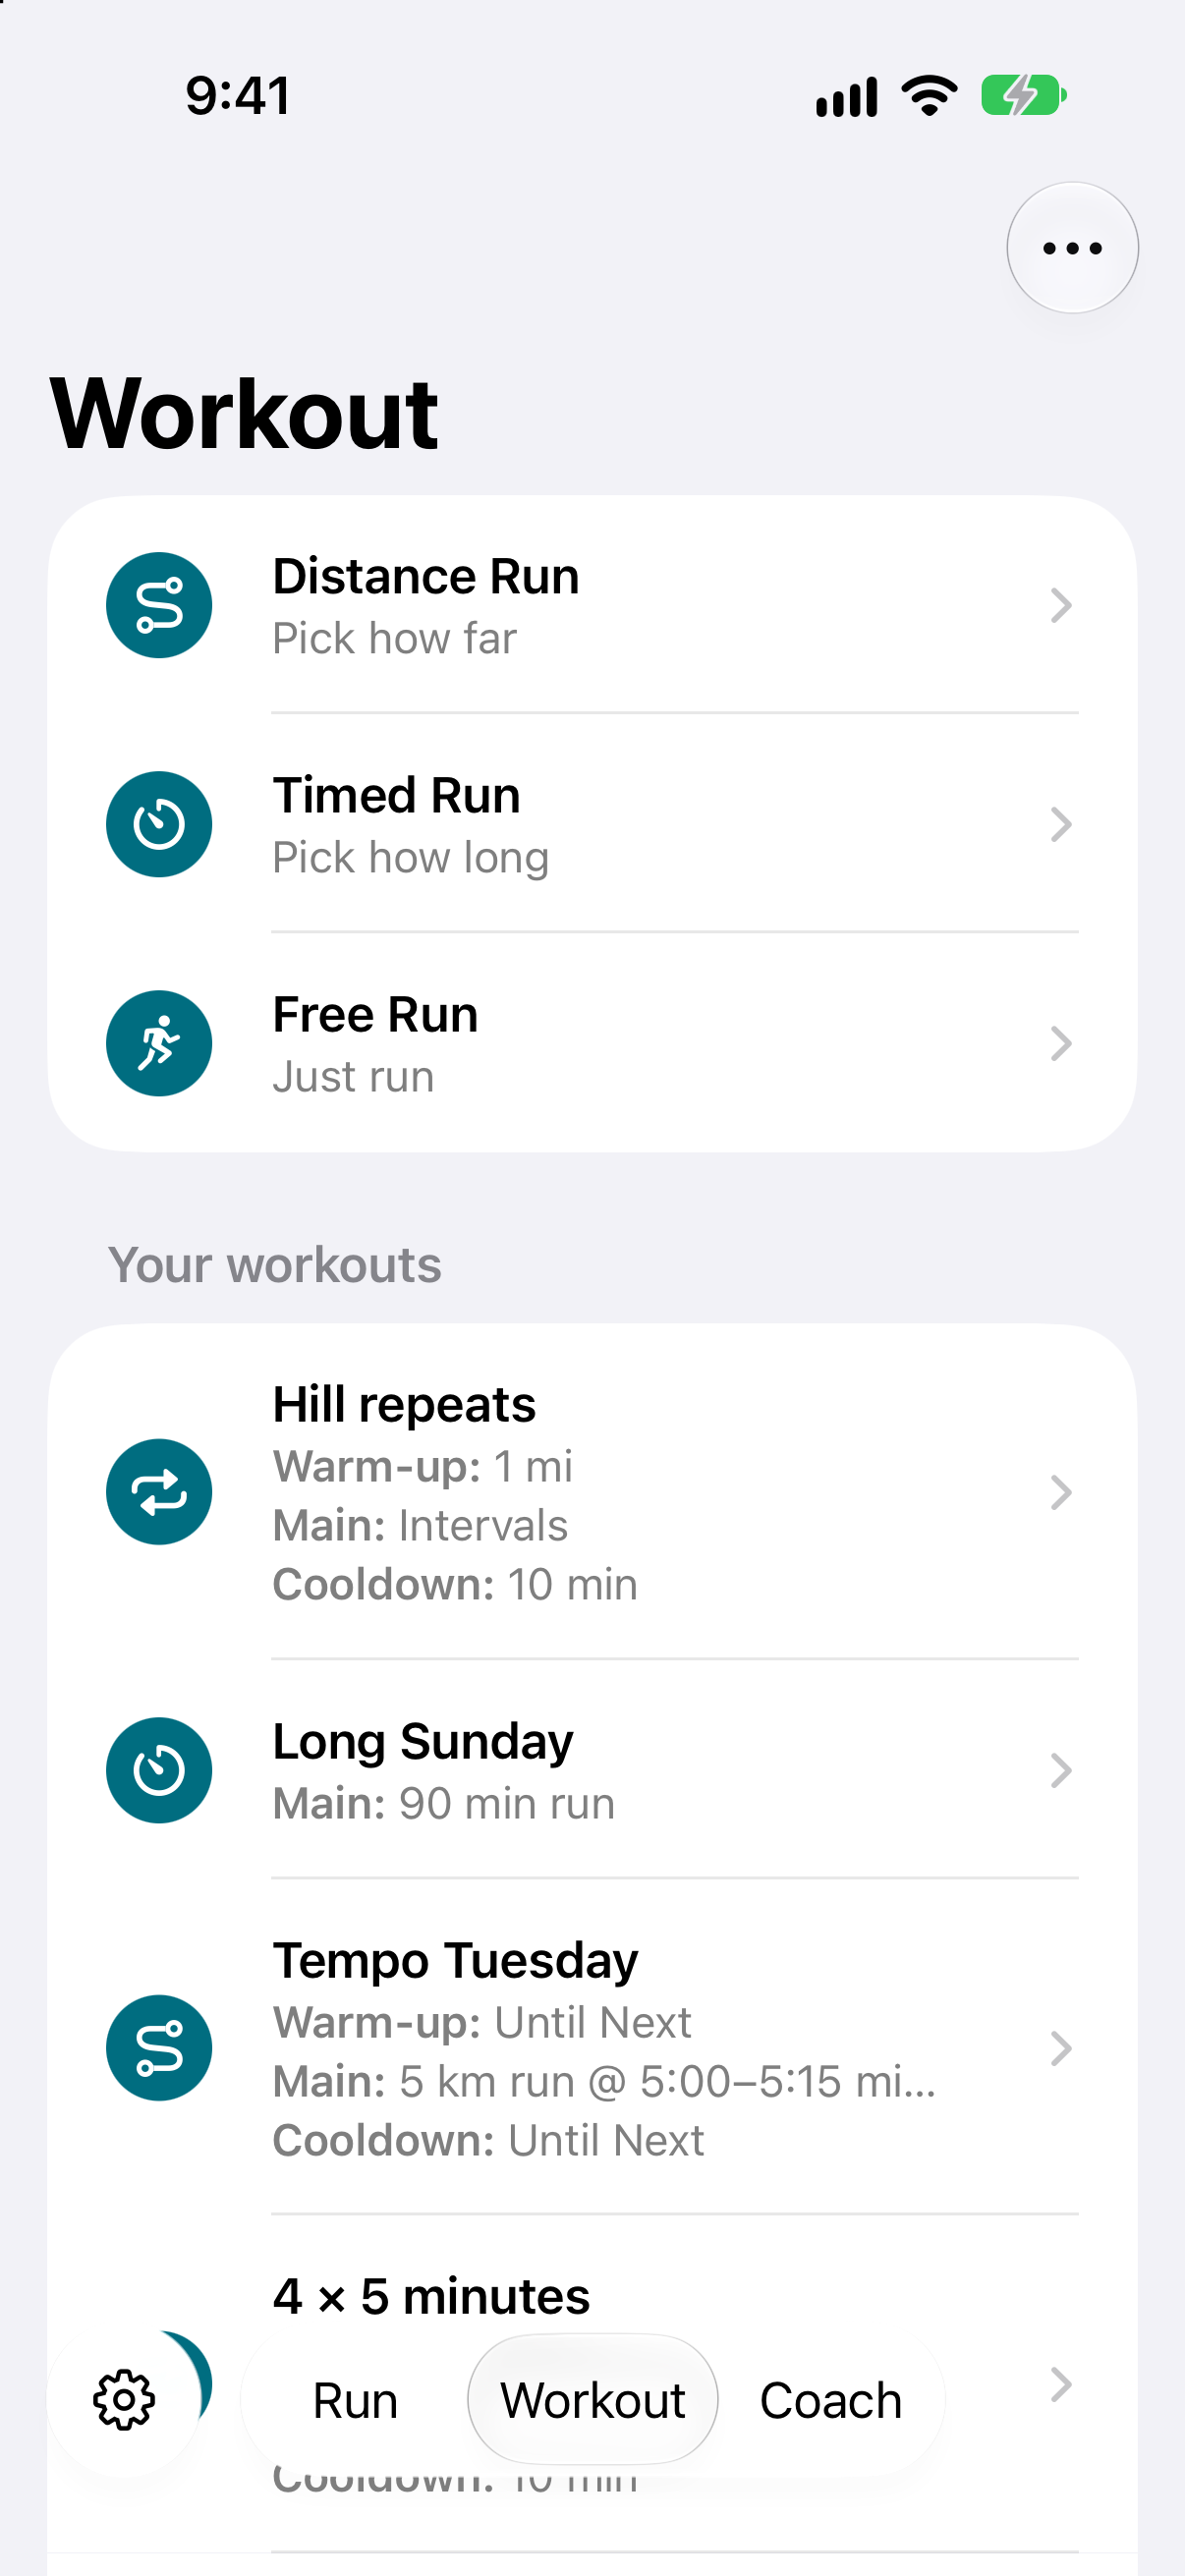 9:41
Workout
Distance Run
Pick how far
Timed Run
Pick how long
Free Run
Just run
Your workouts
Hill repeats
Warm-up: 1 mi
Main: Intervals
Cooldown: 10 min
Long Sunday
Main: 90 min run
Tempo Tuesday
Warm-up: Until Next
Main: 5 km run @ 5:00–5:15 mi...
Cooldown: Until Next
4 × 5 minutes
Run Workout Coach
Cooldown: 10 min